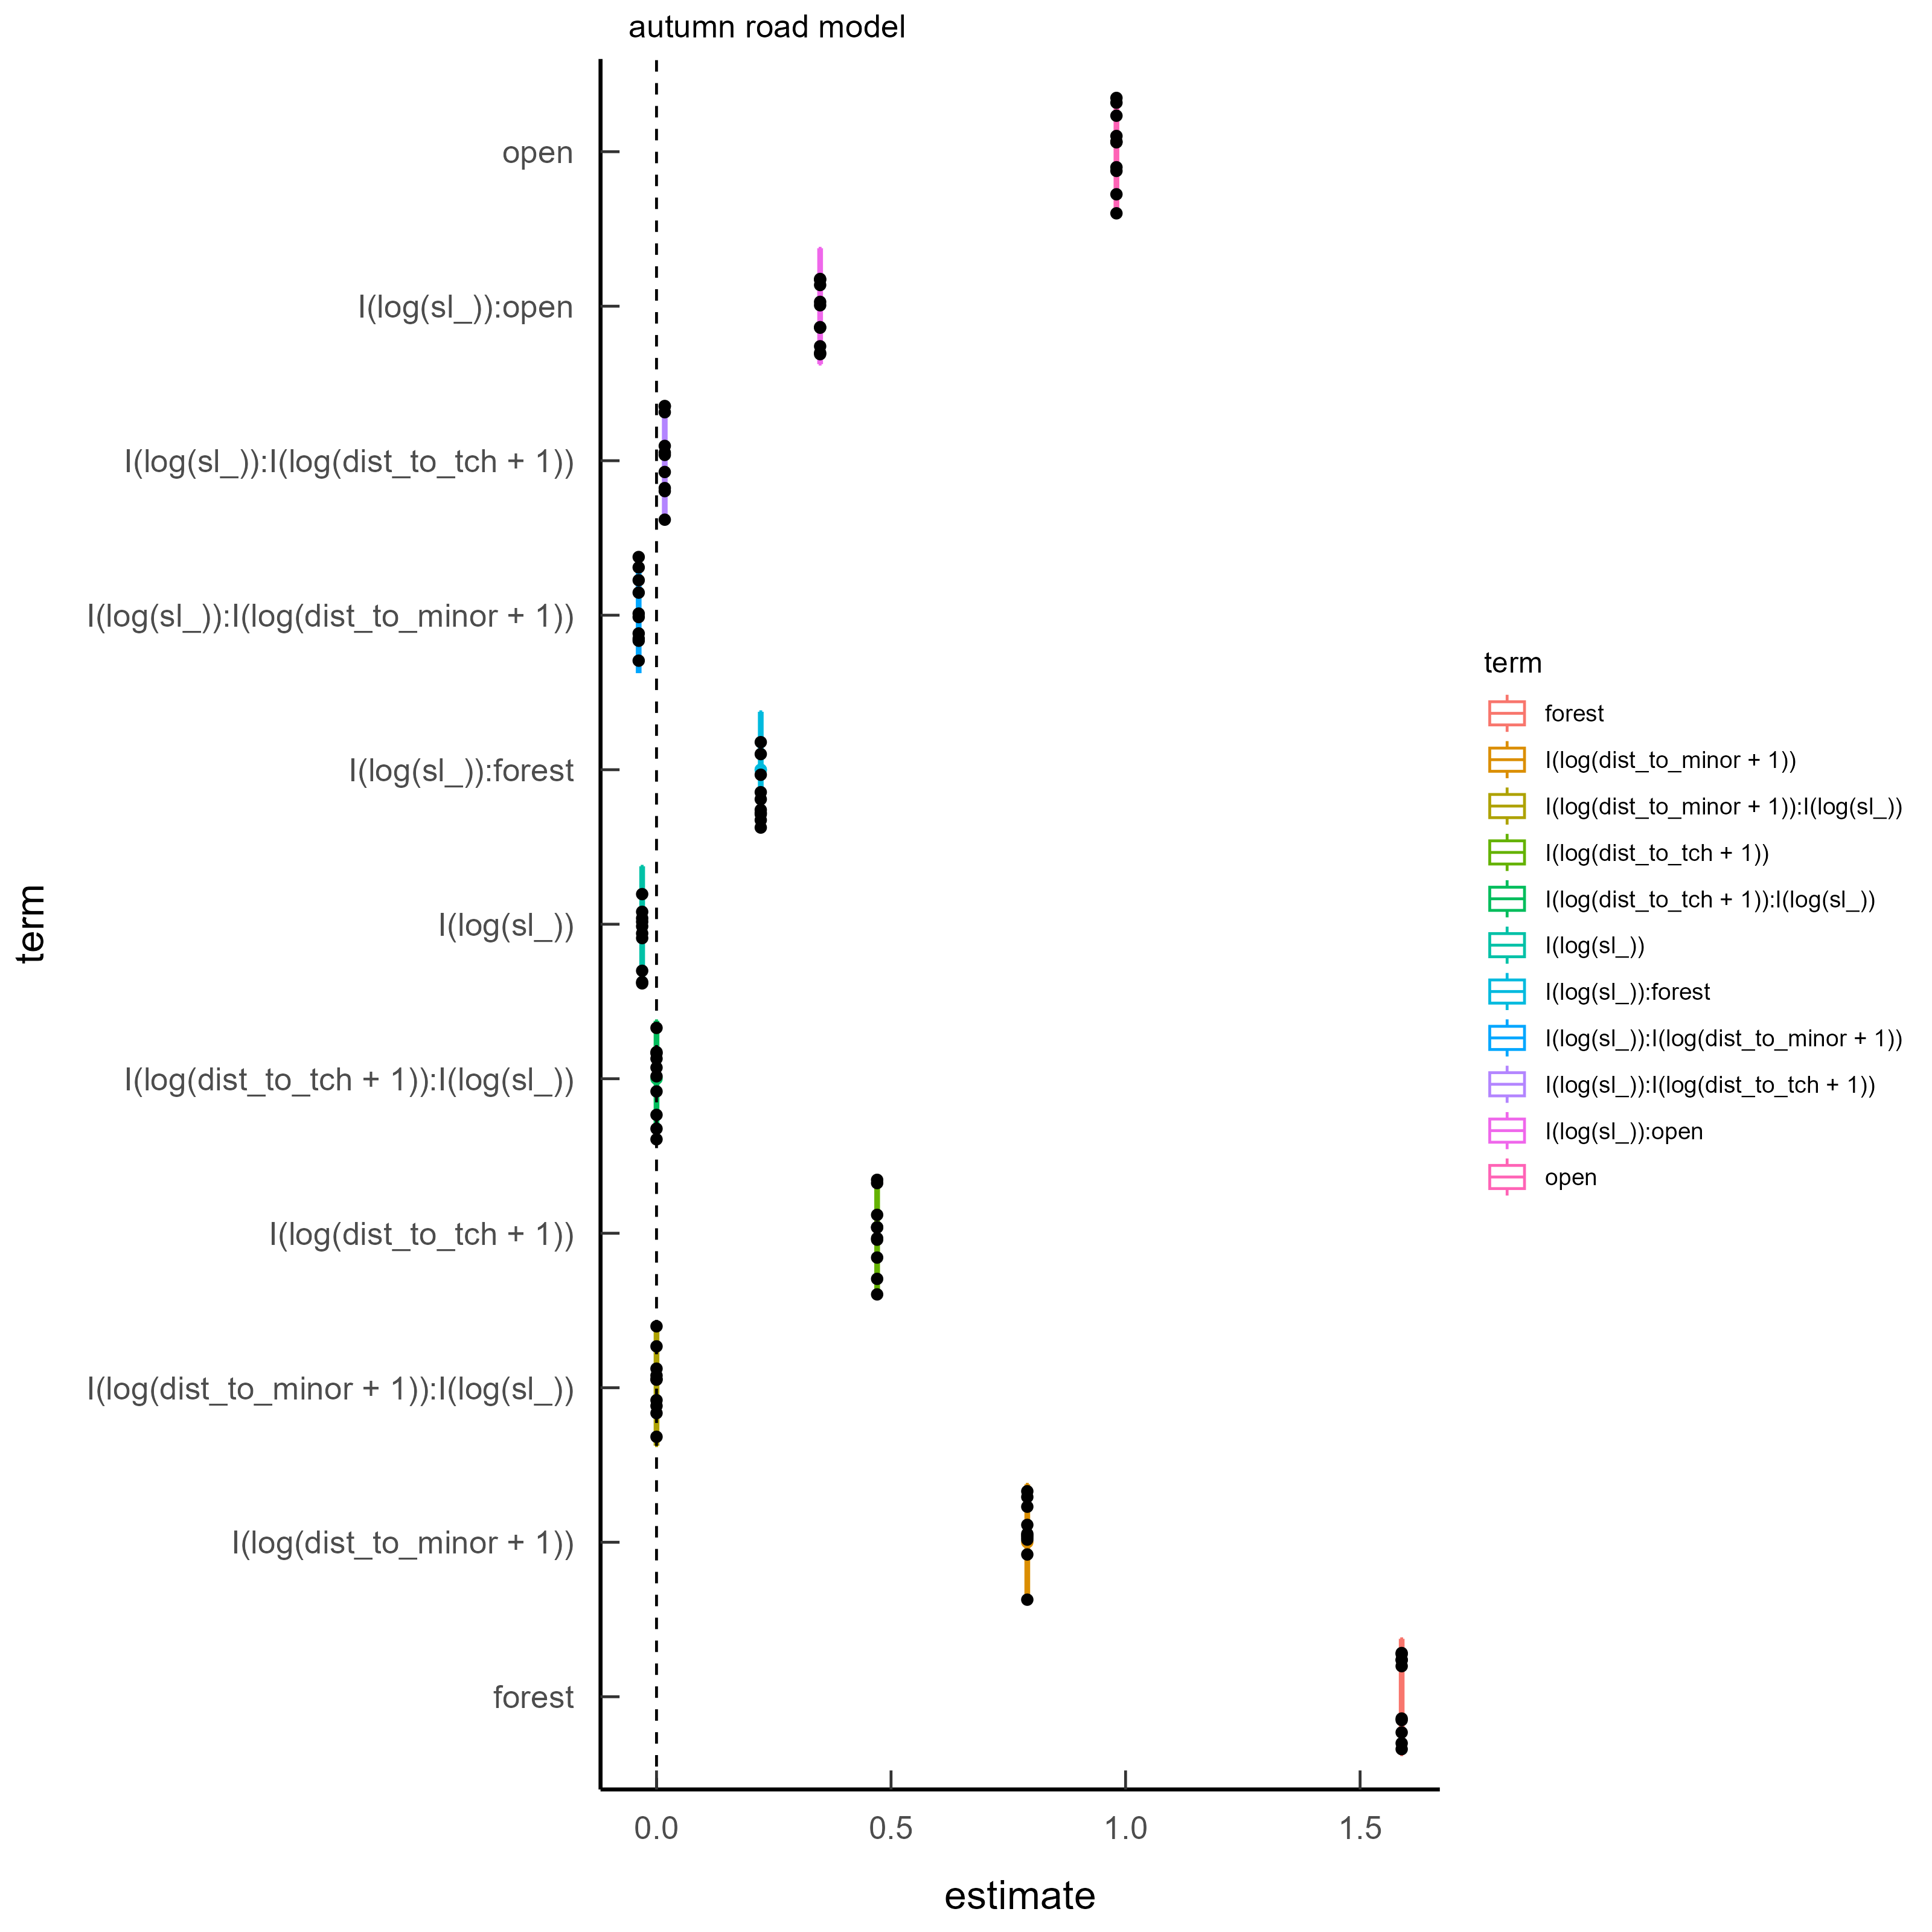 autumn road model
open
I(log(sl_)):open
I(log(sl_)):I(log(dist_to_tch + 1))
I(log(sl_)):I(log(dist_to_minor + 1))
I(log(sl_)):forest
I(log(sl_))
I(log(dist_to_tch + 1)):I(log(sl_))
I(log(dist_to_tch + 1))
I(log(dist_to_minor + 1)):I(log(sl_))
I(log(dist_to_minor + 1))
forest
term
0.0 0.5 1.0 1.5
estimate
term
forest
I(log(dist_to_minor + 1))
I(log(dist_to_minor + 1)):I(log(sl_))
I(log(dist_to_tch + 1))
I(log(dist_to_tch + 1)):I(log(sl_))
I(log(sl_))
I(log(sl_)):forest
I(log(sl_)):I(log(dist_to_minor + 1))
I(log(sl_)):I(log(dist_to_tch + 1))
I(log(sl_)):open
open